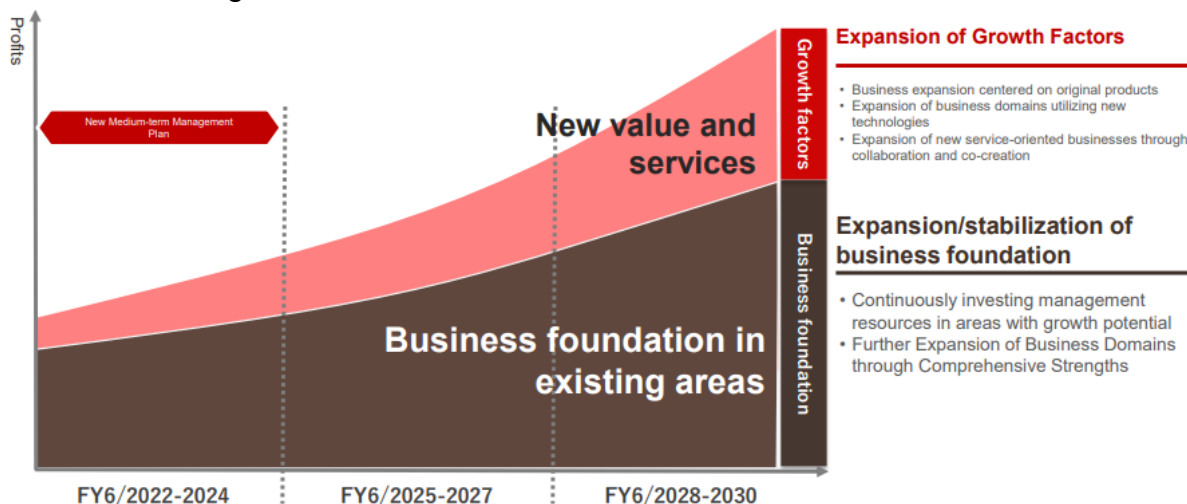 Profits
New Medium-term Management
Plan
New value and
services
Business foundation in
existing areas
Growth factors
Business foundation
Expansion of Growth Factors
• Business expansion centered on original products
• Expansion of business domains utilizing new
technologies
• Expansion of new service-oriented businesses through
collaboration and co-creation
Expansion/stabilization of
business foundation
• Continuously investing management
resources in areas with growth potential
• Further Expansion of Business Domains
through Comprehensive Strengths
FY6/2022-2024
FY6/2025-2027
FY6/2028-2030